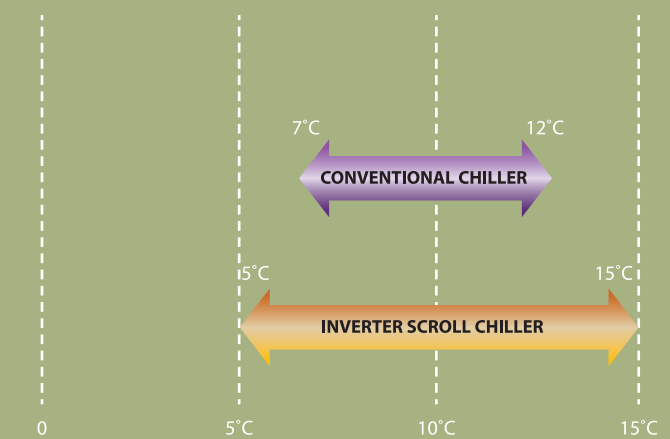 7˚C 12˚C
CONVENTIONAL CHILLER
5˚C 15˚C
INVERTER SCROLL CHILLER
0 5˚C 10˚C 15˚C